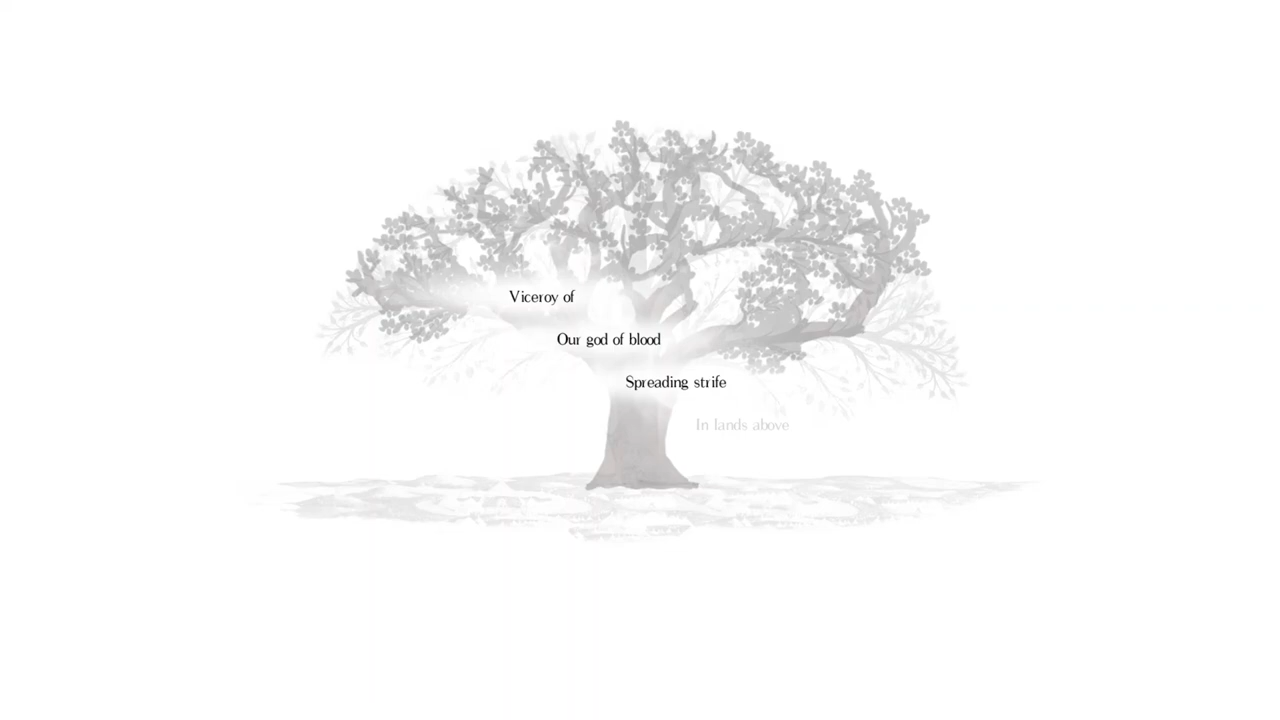 Viceroy of
Our god of blood
Spreading strife
In lands above